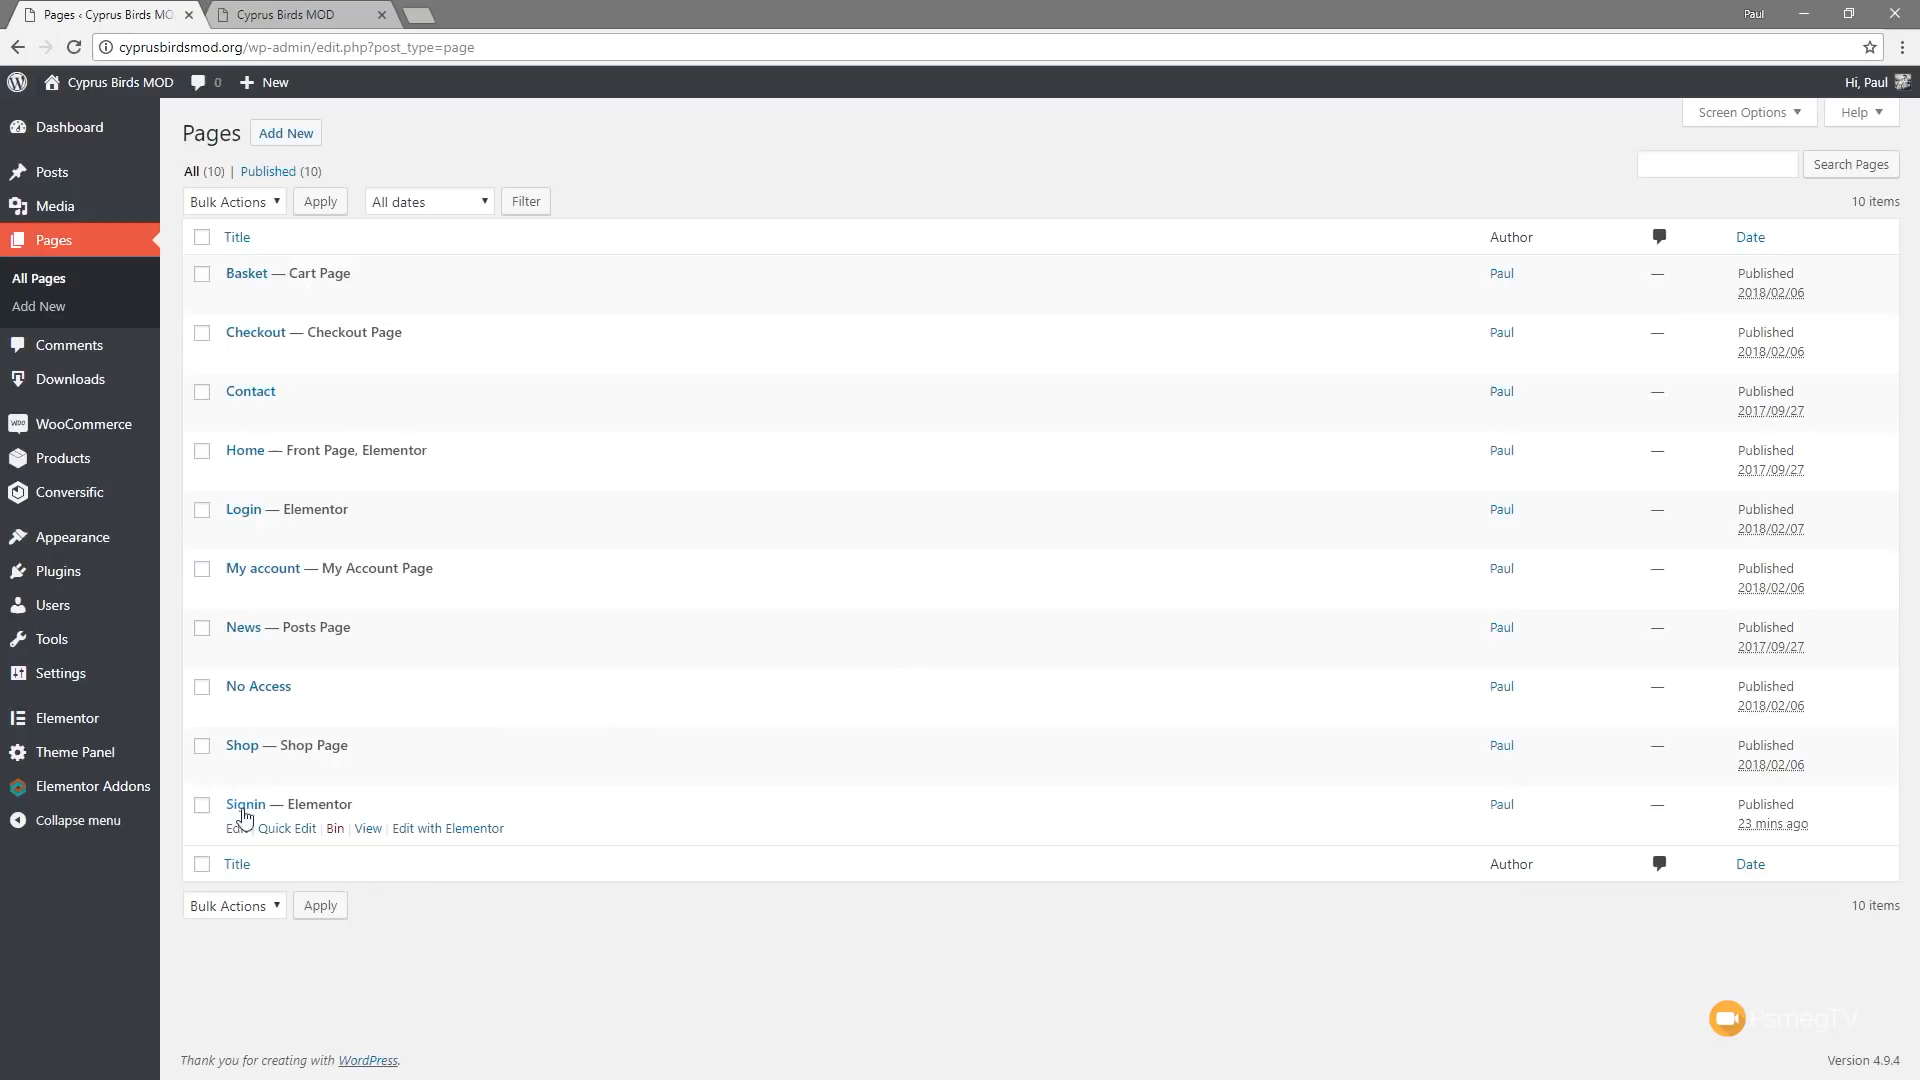 Pages ‹ Cyprus Birds MO
Cyprus Birds MOD
Paul
cyprusbirdsmod.org/wp-admin/edit.php?post_type=page
Cyprus Birds MOD
0
New
Hi, Paul
Dashboard
Posts
Media
Pages
All Pages
Add New
Comments
Downloads
WooCommerce
Products
Conversific
Appearance
Plugins
Users
Tools
Settings
Elementor
Theme Panel
Elementor Addons
Collapse menu
Screen Options
Help
Pages Add New
All (10) | Published (10)
Search Pages
Bulk Actions Apply All dates Filter
10 items
Title Author Date
Basket — Cart Page Paul — Published
2018/02/06
Checkout — Checkout Page Paul — Published
2018/02/06
Contact Paul — Published
2017/09/27
Home — Front Page, Elementor Paul — Published
2017/09/27
Login — Elementor Paul — Published
2018/02/07
My account — My Account Page Paul — Published
2018/02/06
News — Posts Page Paul — Published
2017/09/27
No Access Paul — Published
2018/02/06
Shop — Shop Page Paul — Published
2018/02/06
Signin — Elementor Paul — Published
Edit | Quick Edit | Bin | View | Edit with Elementor 23 mins ago
Title Author Date
Bulk Actions Apply
10 items
PsmegTV
Thank you for creating with WordPress.
Version 4.9.4